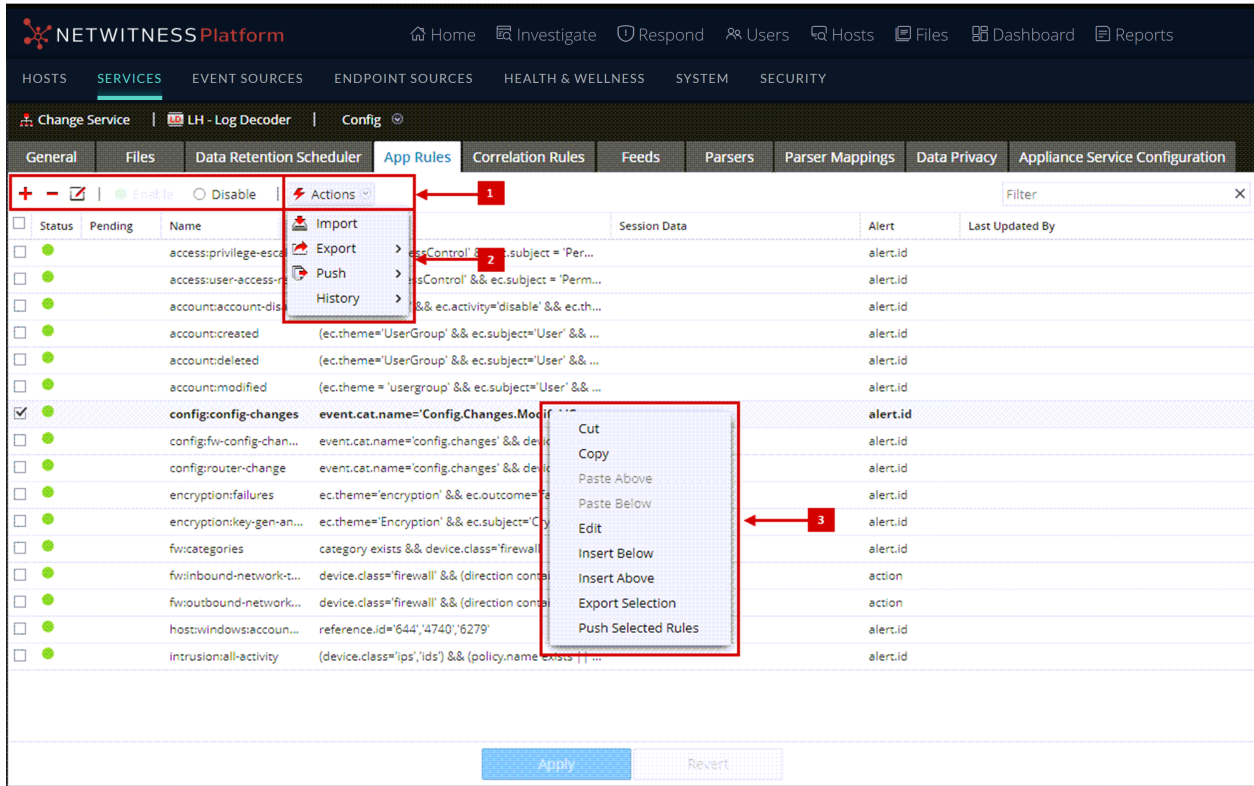 NETWITNESS Platform Home Investigate Respond Users Hosts Files Dashboard Reports
HOSTS SERVICES EVENT SOURCES ENDPOINT SOURCES HEALTH & WELLNESS SYSTEM SECURITY
Change Service | LD LH - Log Decoder | Config
General Files Data Retention Scheduler App Rules Correlation Rules Feeds Parsers Parser Mappings Data Privacy Appliance Service Configuration
Enable Disable | Actions 1 Filter
Import
Export
Push
History
2
Status Pending Name Session Data Alert Last Updated By
access:privilege-esca essControl' & c.subject = 'Per... alert.id
access:user-access-r sControl' && ec.subject = 'Perm... alert.id
account:account-dis && ec.activity='disable' && ec.th... alert.id
account:created (ec.theme='UserGroup' && ec.subject='User' && ... alert.id
account:deleted (ec.theme='UserGroup' && ec.subject='User' && ... alert.id
account:modified (ec.theme = 'usergroup' && ec.subject='User' && ... alert.id
config:config-changes event.cat.name='Config.Changes.Modif alert.id
config:fw-config-chan... event.cat.name='config.changes' && devic alert.id
config:router-change event.cat.name='config.changes' && devic alert.id
encryption:failures ec.theme='encryption' && ec.outcome='fa alert.id
encryption:key-gen-an... ec.theme='Encryption' && ec.subject='Cry alert.id
fw:categories category exists && device.class='firewall alert.id
fw:inbound-network-t... device.class='firewall' && (direction contai action
fw:outbound-network... device.class='firewall' && (direction contai action
host:windows:accoun... reference.id='644','4740','6279' alert.id
intrusion:all-activity (device.class='ips','ids') && (policy.name exists || ... alert.id
Cut
Copy
Paste Above
Paste Below
Edit
Insert Below
Insert Above
Export Selection
Push Selected Rules
3
Apply Revert